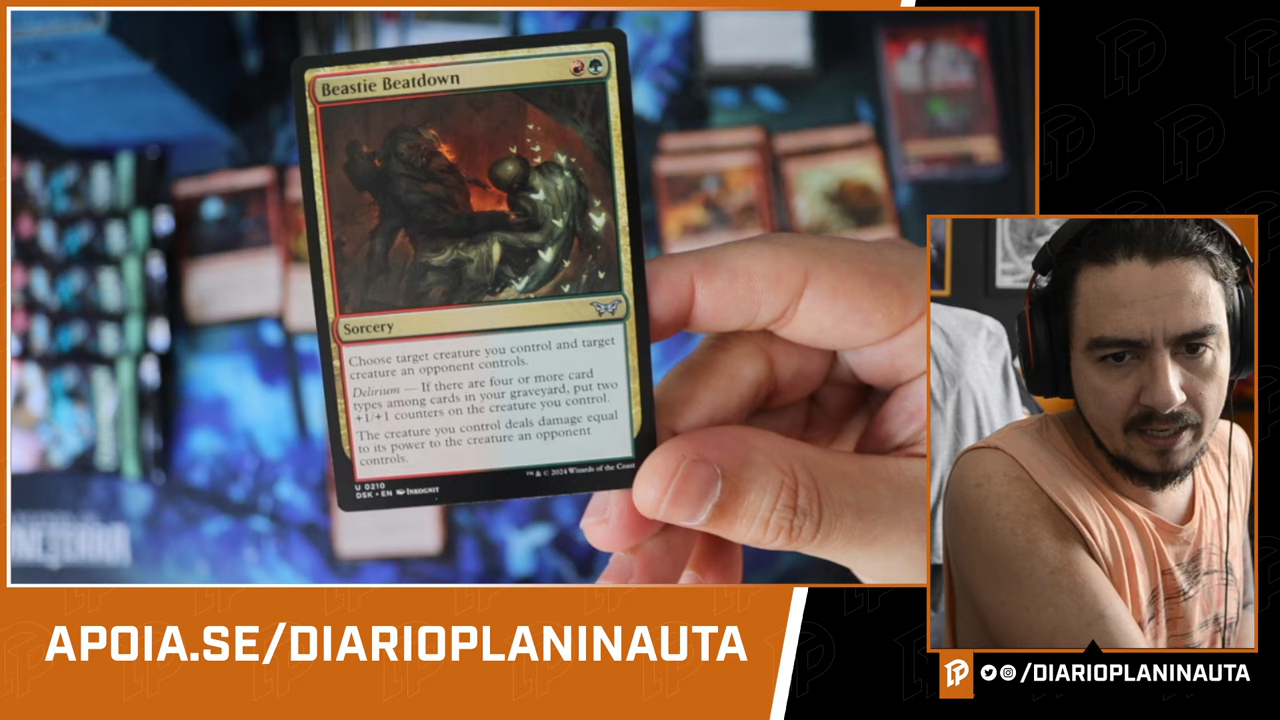 Beastie Beatdown
Sorcery
Choose target creature you control and target
creature an opponent controls.
Delirium — If there are four or more card
types among cards in your graveyard, put two
+1/+1 counters on the creature you control.
The creature you control deals damage equal
to its power to the creature an opponent
controls.
™ & © 2024 Wizards of the Coast
U 0210
DSK • EN Inkognit
APOIA.SE/DIARIOPLANINAUTA
/DIARIOPLANINAUTA